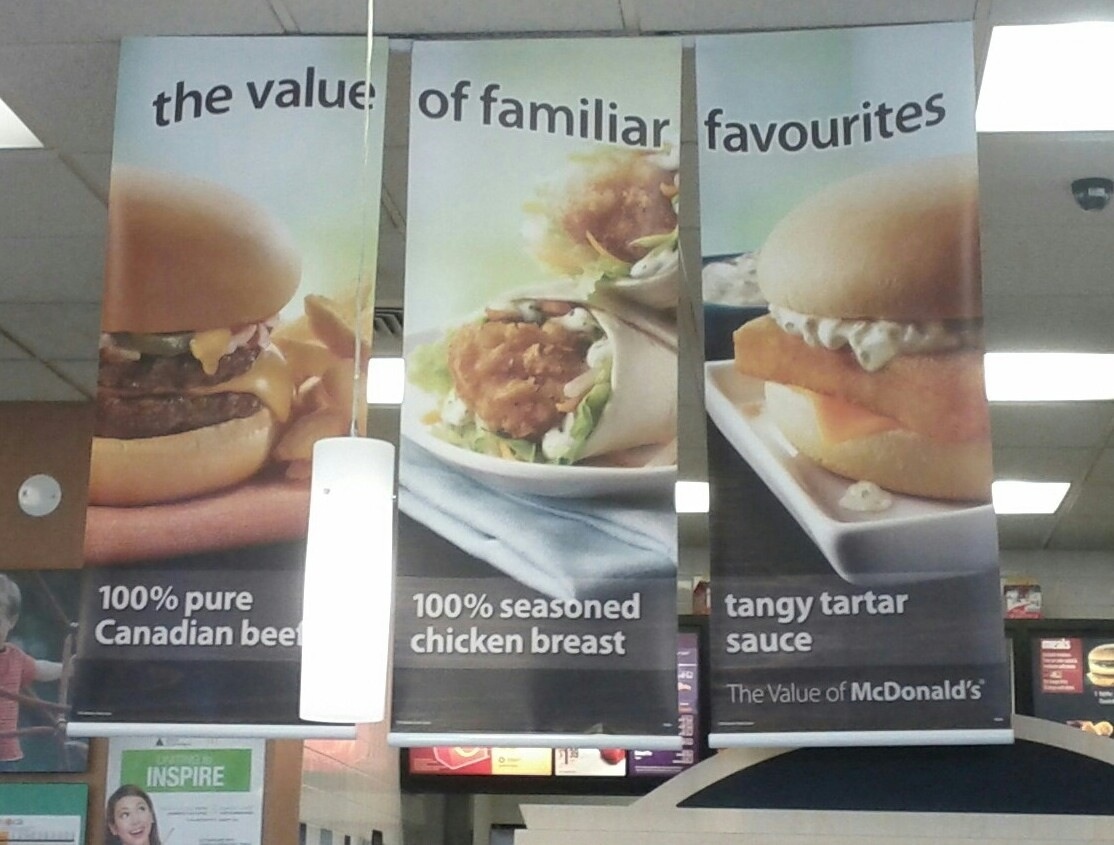 the value of familiar favourites
100% pure
Canadian beef
100% seasoned
chicken breast
tangy tartar
sauce
The Value of McDonald's
INSPIRE